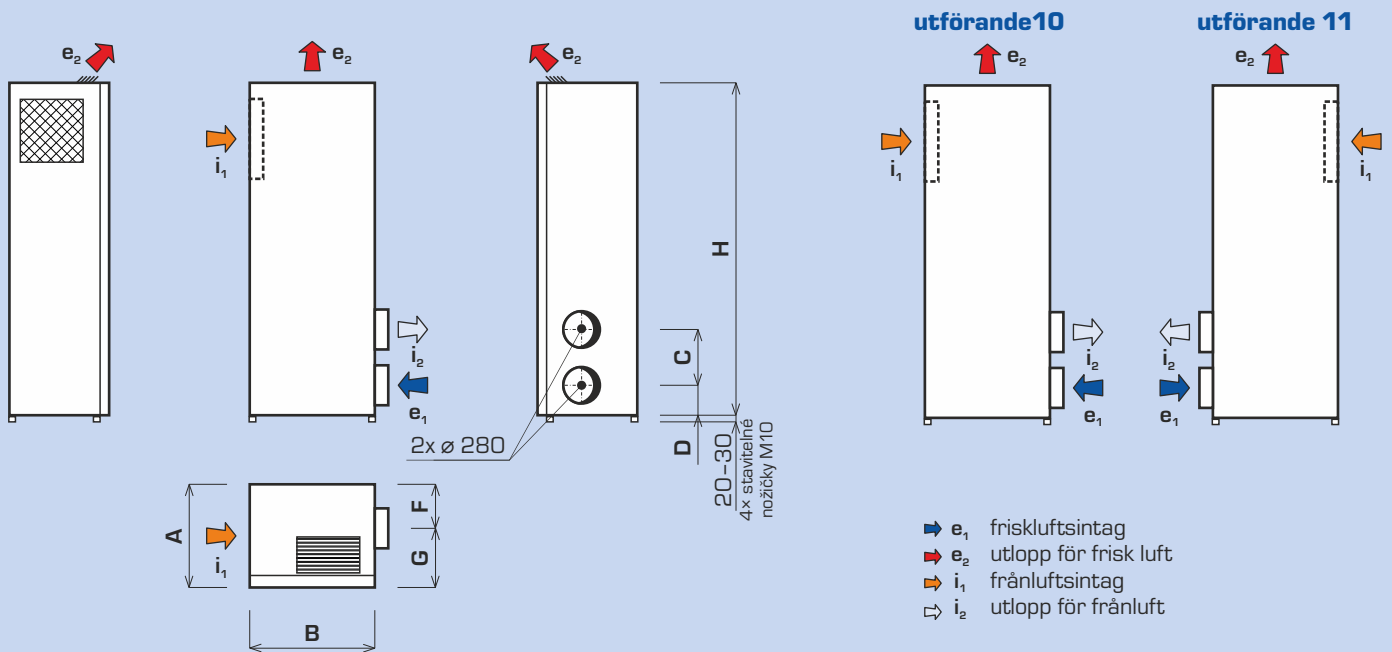 utförande10
utförande 11
e₂
e₂
e₂
e₂
e₂
i₁
i₁
i₁
H
C
i₂
i₂
i₂
e₁
e₁
e₁
2x ø 280
D
20-30
4× stavitelné
nožičky M10
A
F
G
i₁
B
e₁ friskluftsintag
e₂ utlopp för frisk luft
i₁ frånluftsintag
i₂ utlopp för frånluft